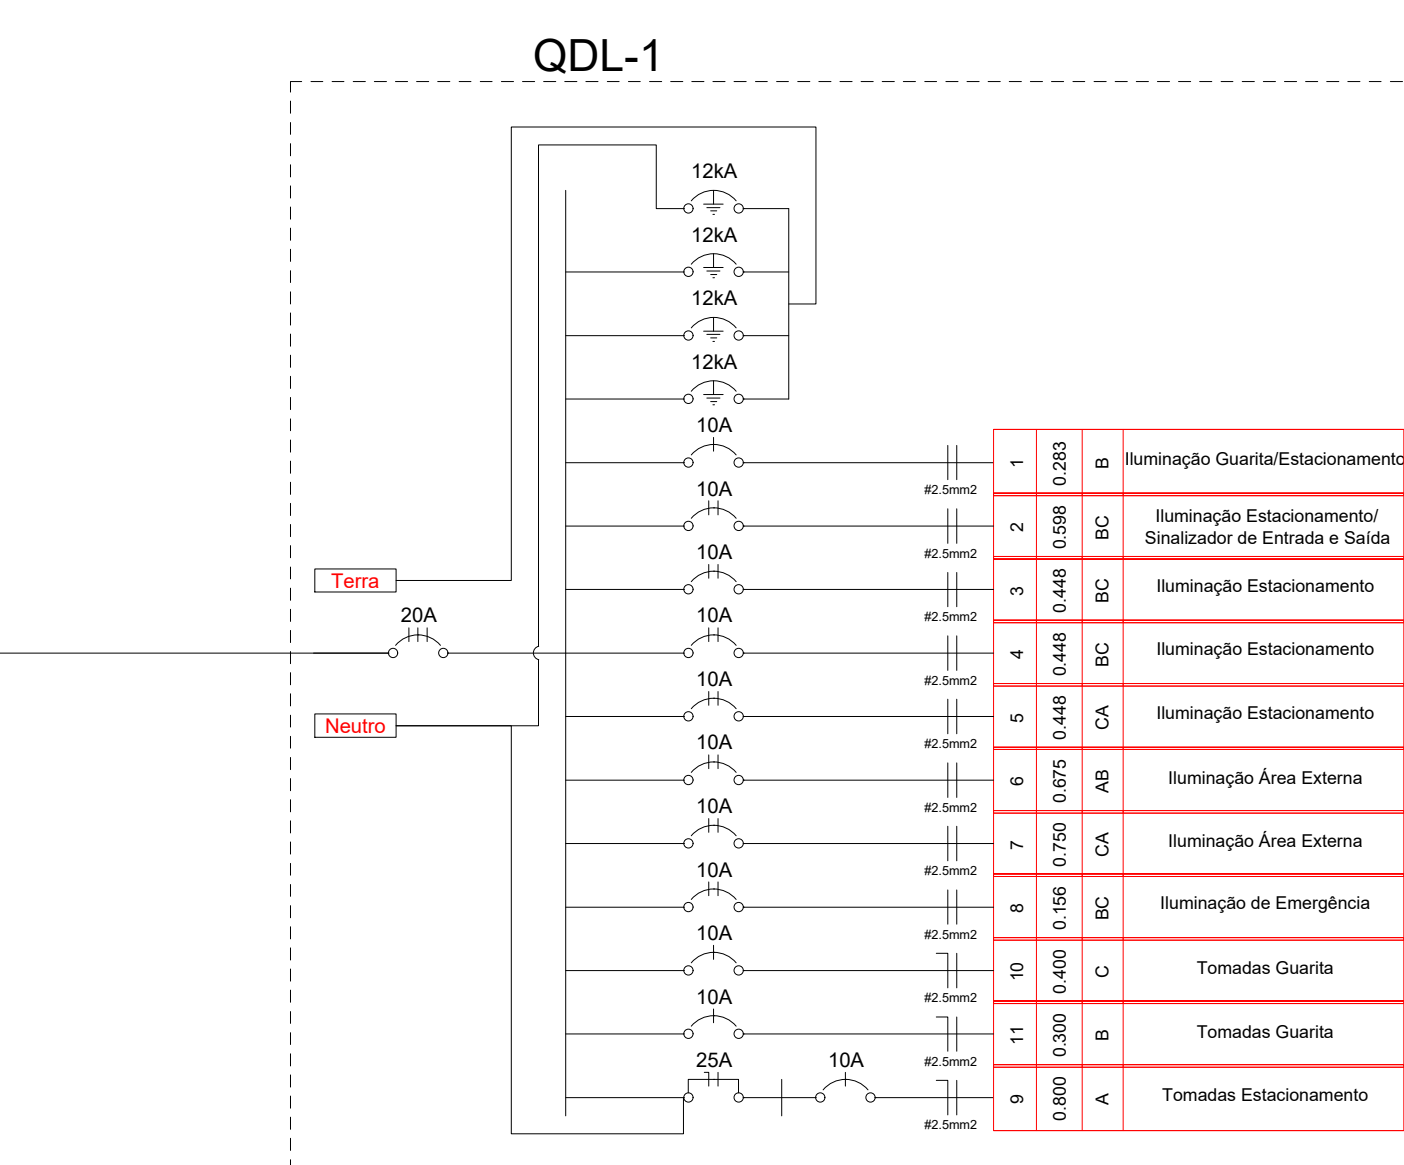 QDL-1
12kA
12kA
12kA
12kA
10A
#2.5mm2
1
0.283
B
Iluminação Guarita/Estacionamento
10A
#2.5mm2
2
0.598
BC
Iluminação Estacionamento/
Sinalizador de Entrada e Saída
10A
#2.5mm2
3
0.448
BC
Iluminação Estacionamento
Terra
20A
10A
#2.5mm2
4
0.448
BC
Iluminação Estacionamento
Neutro
10A
#2.5mm2
5
0.448
CA
Iluminação Estacionamento
10A
#2.5mm2
6
0.675
AB
Iluminação Área Externa
10A
#2.5mm2
7
0.750
CA
Iluminação Área Externa
10A
#2.5mm2
8
0.156
BC
Iluminação de Emergência
10A
#2.5mm2
10
0.400
C
Tomadas Guarita
10A
#2.5mm2
11
0.300
B
Tomadas Guarita
25A
10A
#2.5mm2
9
0.800
A
Tomadas Estacionamento